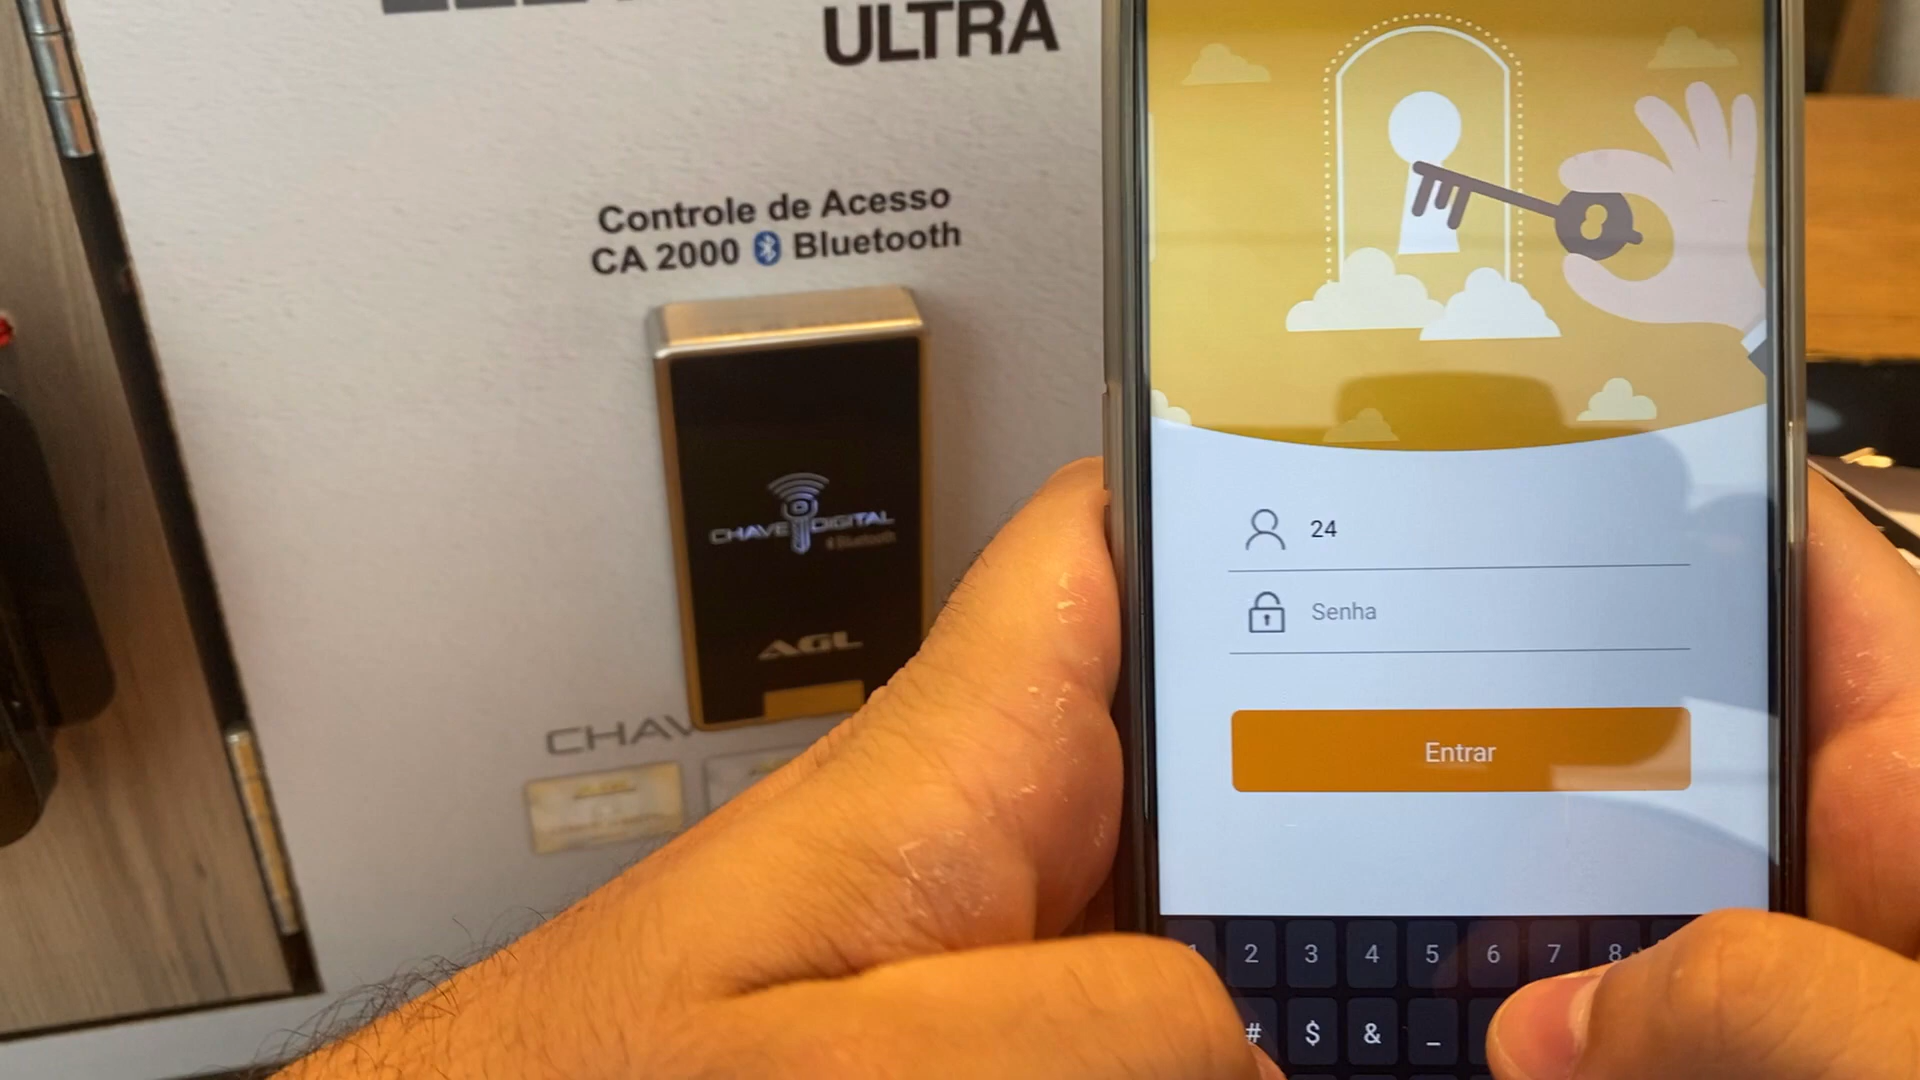 ULTRA
Controle de Acesso
CA 2000 Bluetooth
CHAVE DIGITAL
Bluetooth
AGL
CHAV
24
Senha
Entrar
2 3 4 5 6 7 8
# $ & _